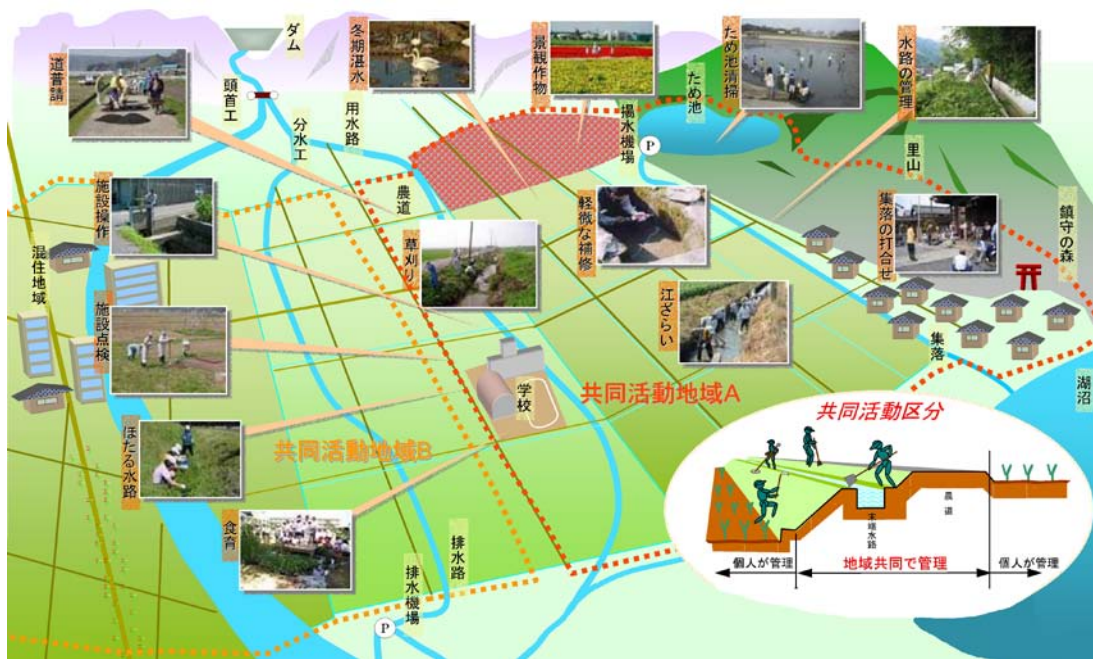 ダム
冬期湛水
景観作物
ため池清掃
水路の管理
道普請
頭首工
分水工
用水路
揚水機場
ため池
P
里山
施設操作
農道
草刈り
軽微な補修
集落の打合せ
鎮守の森
混住地域
施設点検
江ざらい
集落
湖沼
学校
共同活動地域A
共同活動地域B
ほたる水路
食育
排水路
排水機場
P
共同活動区分
末端水路
農道
個人が管理
地域共同で管理
個人が管理